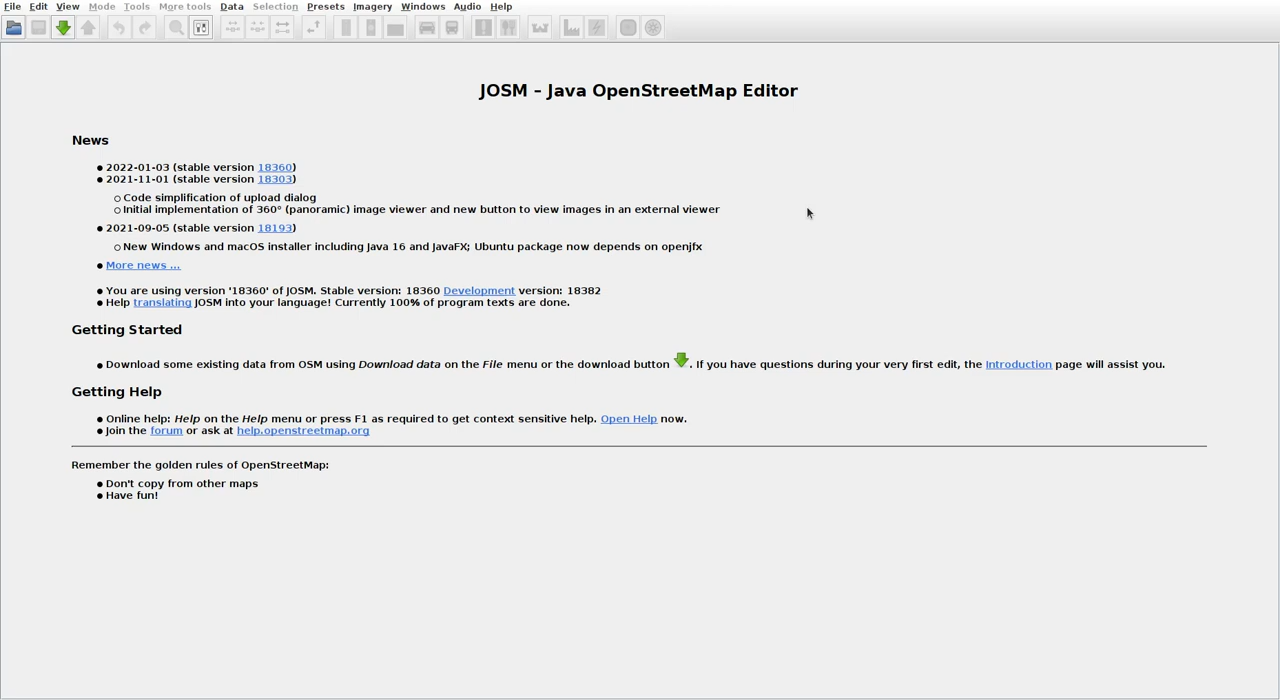 File Edit View Mode Tools More tools Data Selection Presets Imagery Windows Audio Help
JOSM – Java OpenStreetMap Editor
News
2022-01-03 (stable version 18360)
2021-11-01 (stable version 18303)
Code simplification of upload dialog
Initial implementation of 360° (panoramic) image viewer and new button to view images in an external viewer
2021-09-05 (stable version 18193)
New Windows and macOS installer including Java 16 and JavaFX; Ubuntu package now depends on openjfx
More news ...
You are using version '18360' of JOSM. Stable version: 18360 Development version: 18382
Help translating JOSM into your language! Currently 100% of program texts are done.
Getting Started
Download some existing data from OSM using Download data on the File menu or the download button . If you have questions during your very first edit, the Introduction page will assist you.
Getting Help
Online help: Help on the Help menu or press F1 as required to get context sensitive help. Open Help now.
Join the forum or ask at help.openstreetmap.org
Remember the golden rules of OpenStreetMap:
Don't copy from other maps
Have fun!